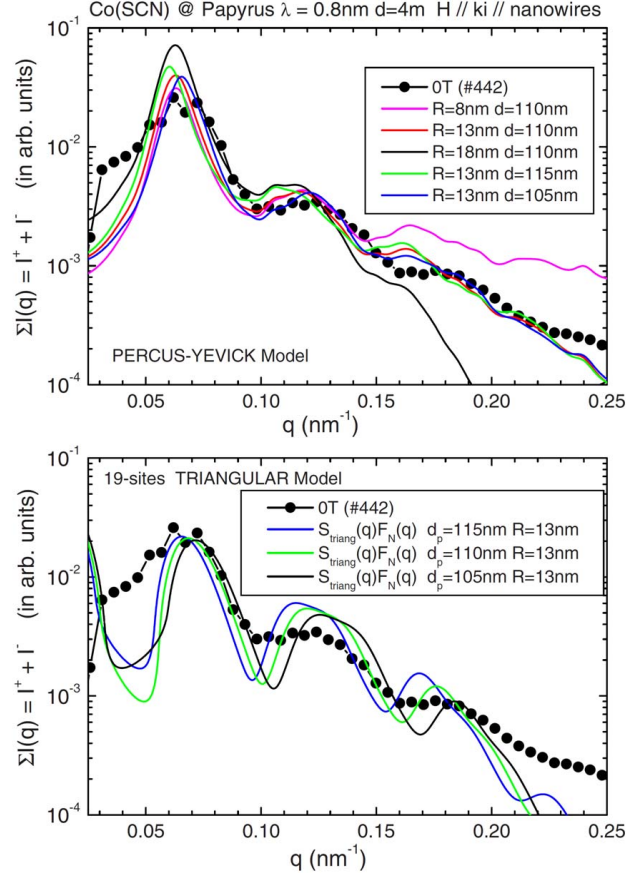 Co(SCN) @ Papyrus λ = 0.8nm d=4m H // ki // nanowires
10⁻¹
10⁻²
10⁻³
10⁻⁴
ΣI(q) = I⁺ + I⁻ (in arb. units)
0T (#442)
R=8nm d=110nm
R=13nm d=110nm
R=18nm d=110nm
R=13nm d=115nm
R=13nm d=105nm
PERCUS-YEVICK Model
0.05 0.10 0.15 0.20 0.25
q (nm⁻¹)
10⁻¹
10⁻²
10⁻³
10⁻⁴
ΣI(q) = I⁺ + I⁻ (in arb. units)
19-sites TRIANGULAR Model
0T (#442)
S_triang(q)F_N(q) d_p=115nm R=13nm
S_triang(q)F_N(q) d_p=110nm R=13nm
S_triang(q)F_N(q) d_p=105nm R=13nm
0.05 0.10 0.15 0.20 0.25
q (nm⁻¹)